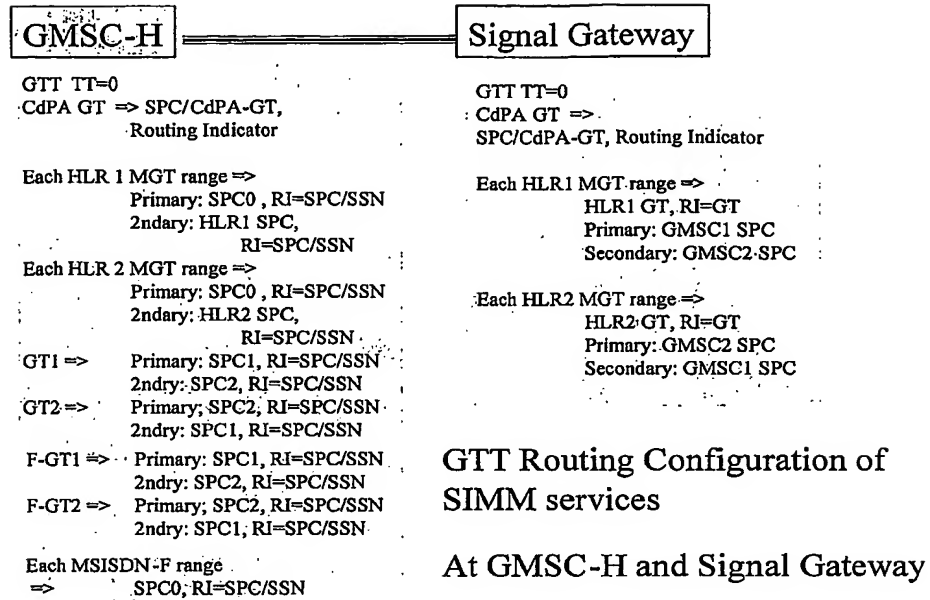 GMSC-H
Signal Gateway
GTT TT=0
CdPA GT => SPC/CdPA-GT,
Routing Indicator
Each HLR 1 MGT range =>
Primary: SPC0 , RI=SPC/SSN
2ndary: HLR1 SPC,
RI=SPC/SSN
Each HLR 2 MGT range =>
Primary: SPC0 , RI=SPC/SSN
2ndary: HLR2 SPC,
RI=SPC/SSN
GT1 => Primary: SPC1, RI=SPC/SSN
2ndry: SPC2, RI=SPC/SSN
GT2 => Primary; SPC2, RI=SPC/SSN
2ndry: SPC1, RI=SPC/SSN
F-GT1 => Primary: SPC1, RI=SPC/SSN
2ndry: SPC2, RI=SPC/SSN
F-GT2 => Primary; SPC2, RI=SPC/SSN
2ndry: SPC1, RI=SPC/SSN
Each MSISDN-F range
=> SPC0, RI=SPC/SSN
GTT TT=0
CdPA GT =>
SPC/CdPA-GT, Routing Indicator
Each HLR1 MGT range =>
HLR1 GT, RI=GT
Primary: GMSC1 SPC
Secondary: GMSC2 SPC
Each HLR2 MGT range =>
HLR2 GT, RI=GT
Primary: GMSC2 SPC
Secondary: GMSC1 SPC
GTT Routing Configuration of
SIMM services
At GMSC-H and Signal Gateway